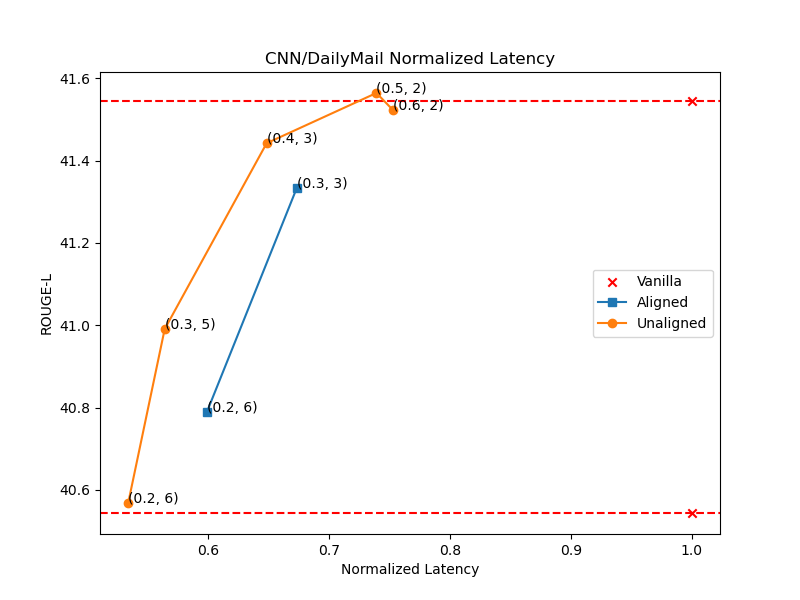 CNN/DailyMail Normalized Latency
41.6
41.4
41.2
41.0
40.8
40.6
ROUGE-L
(0.5, 2)
(0.6, 2)
(0.4, 3)
(0.3, 3)
(0.3, 5)
(0.2, 6)
(0.2, 6)
Vanilla
Aligned
Unaligned
0.6 0.7 0.8 0.9 1.0
Normalized Latency